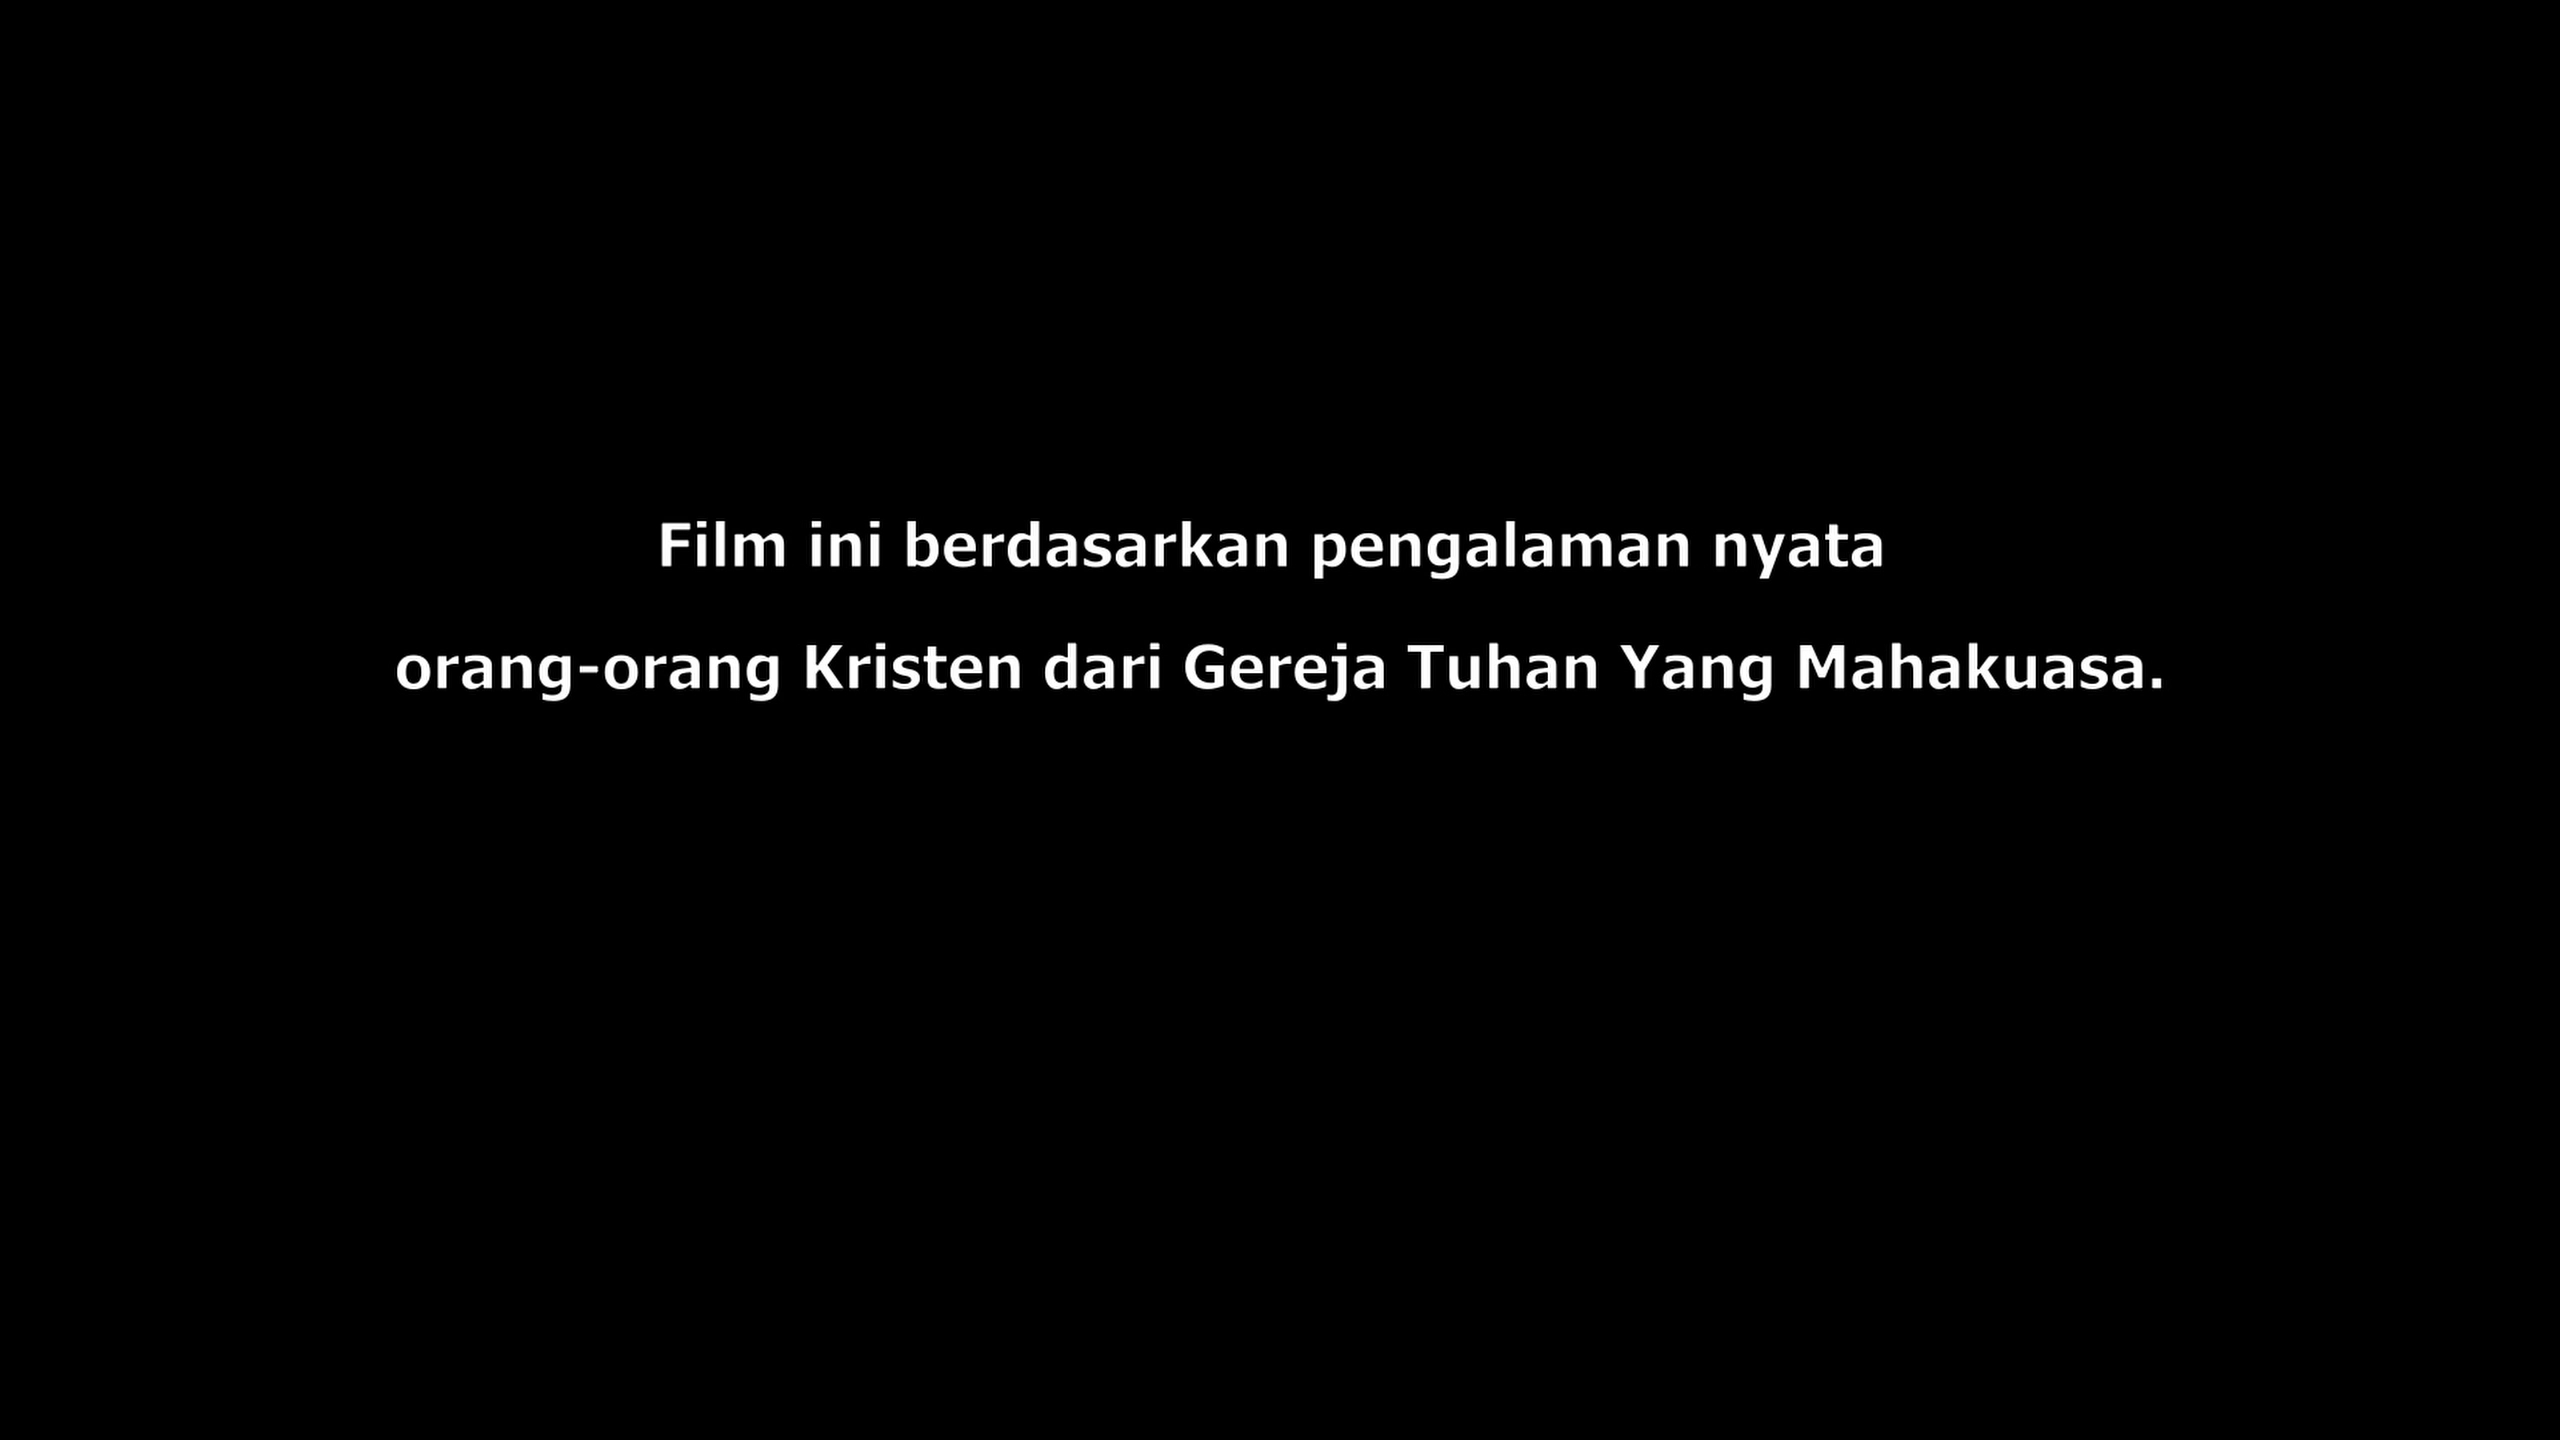 Film ini berdasarkan pengalaman nyata
orang-orang Kristen dari Gereja Tuhan Yang Mahakuasa.